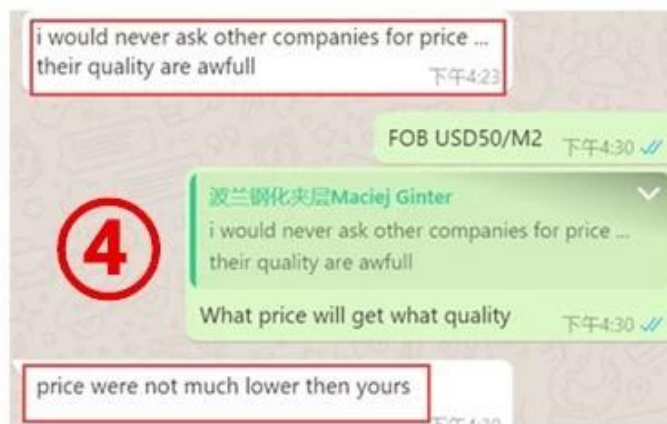 i would never ask other companies for price ...
their quality are awfull
下午4:23
FOB USD50/M2 下午4:30
波兰钢化夹层Maciej Ginter
i would never ask other companies for price ...
their quality are awfull
④
What price will get what quality 下午4:30
price were not much lower then yours